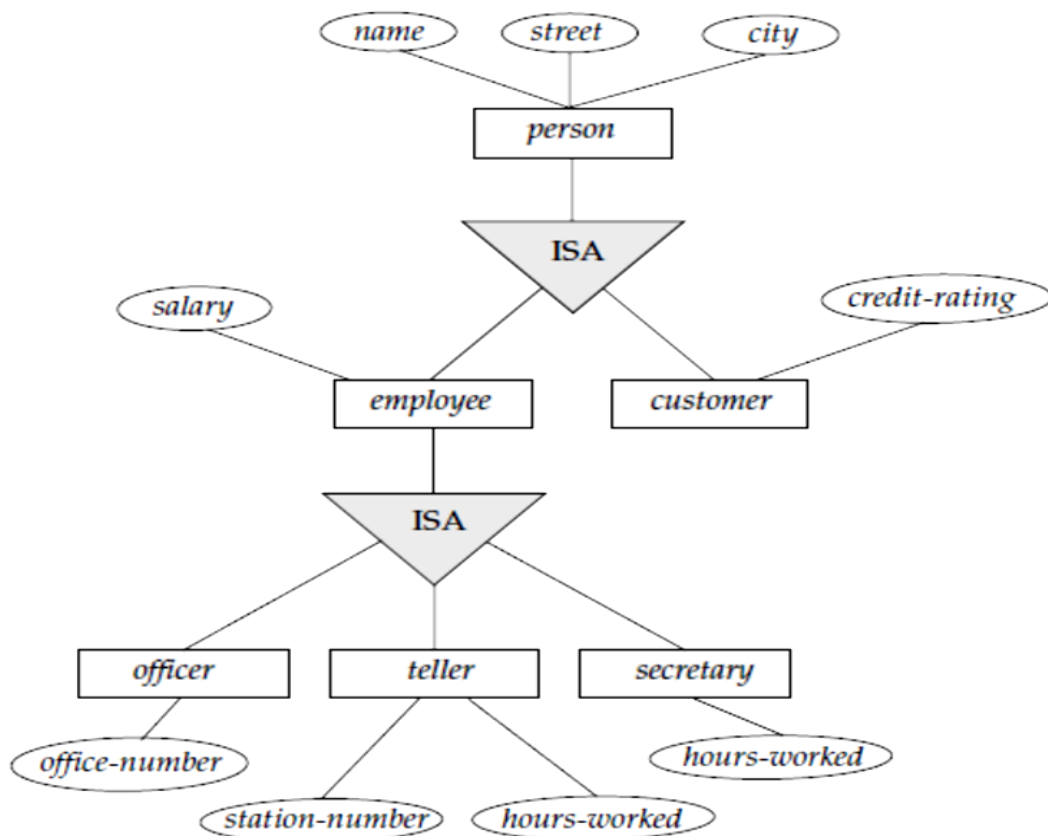 name
street
city
person
ISA
salary
credit-rating
employee
customer
ISA
officer
teller
secretary
office-number
hours-worked
station-number
hours-worked